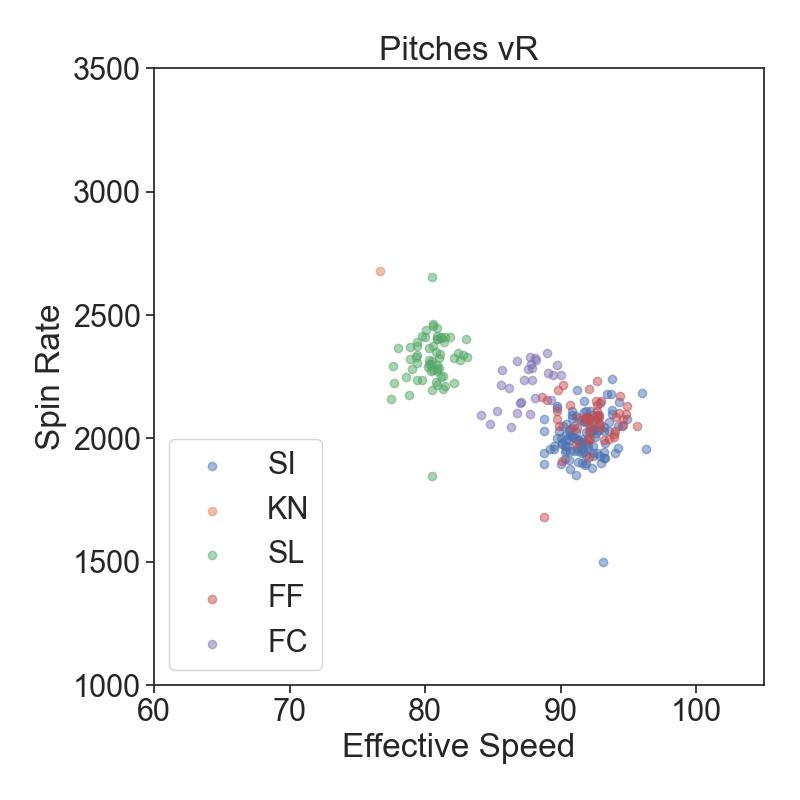 Pitches vR
3500
3000
2500
2000
1500
1000
Spin Rate
SI
KN
SL
FF
FC
60 70 80 90 100
Effective Speed